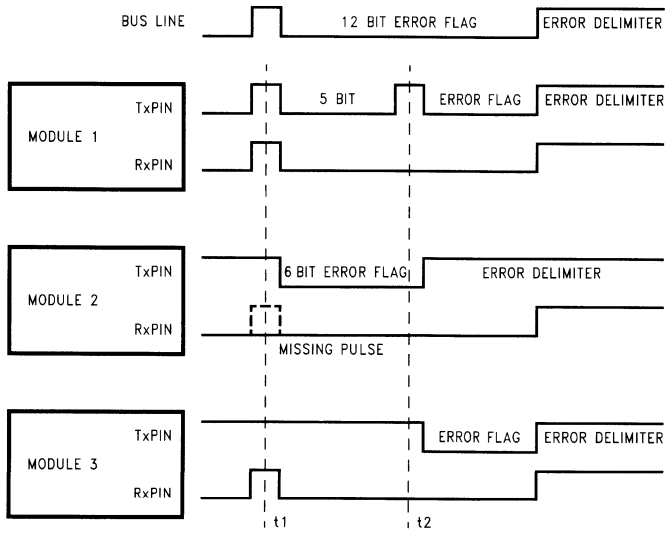 BUS LINE 12 BIT ERROR FLAG ERROR DELIMITER
TxPIN 5 BIT ERROR FLAG ERROR DELIMITER
MODULE 1
RxPIN
TxPIN 6 BIT ERROR FLAG ERROR DELIMITER
MODULE 2
RxPIN
MISSING PULSE
TxPIN ERROR FLAG ERROR DELIMITER
MODULE 3
RxPIN
t1 t2